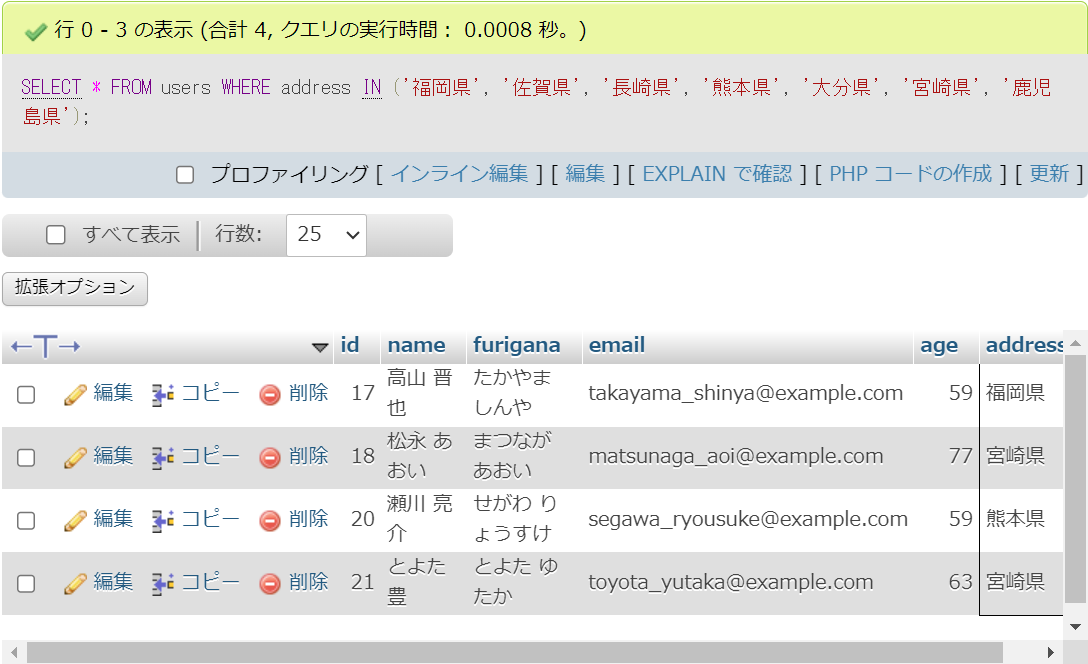 行 0 - 3 の表示 (合計 4, クエリの実行時間： 0.0008 秒。)
SELECT * FROM users WHERE address IN ('福岡県', '佐賀県', '長崎県', '熊本県', '大分県', '宮崎県', '鹿児
島県');
プロファイリング [ インライン編集 ] [ 編集 ] [ EXPLAIN で確認 ] [ PHP コードの作成 ] [ 更新 ]
すべて表示 行数: 25
拡張オプション
←T→ id name furigana email age address
編集 コピー 削除 17 高山 晋也 たかやま しんや takayama_shinya@example.com 59 福岡県
編集 コピー 削除 18 松永 あおい まつなが あおい matsunaga_aoi@example.com 77 宮崎県
編集 コピー 削除 20 瀬川 亮介 せがわ りょうすけ segawa_ryousuke@example.com 59 熊本県
編集 コピー 削除 21 とよた 豊 とよた ゆたか toyota_yutaka@example.com 63 宮崎県